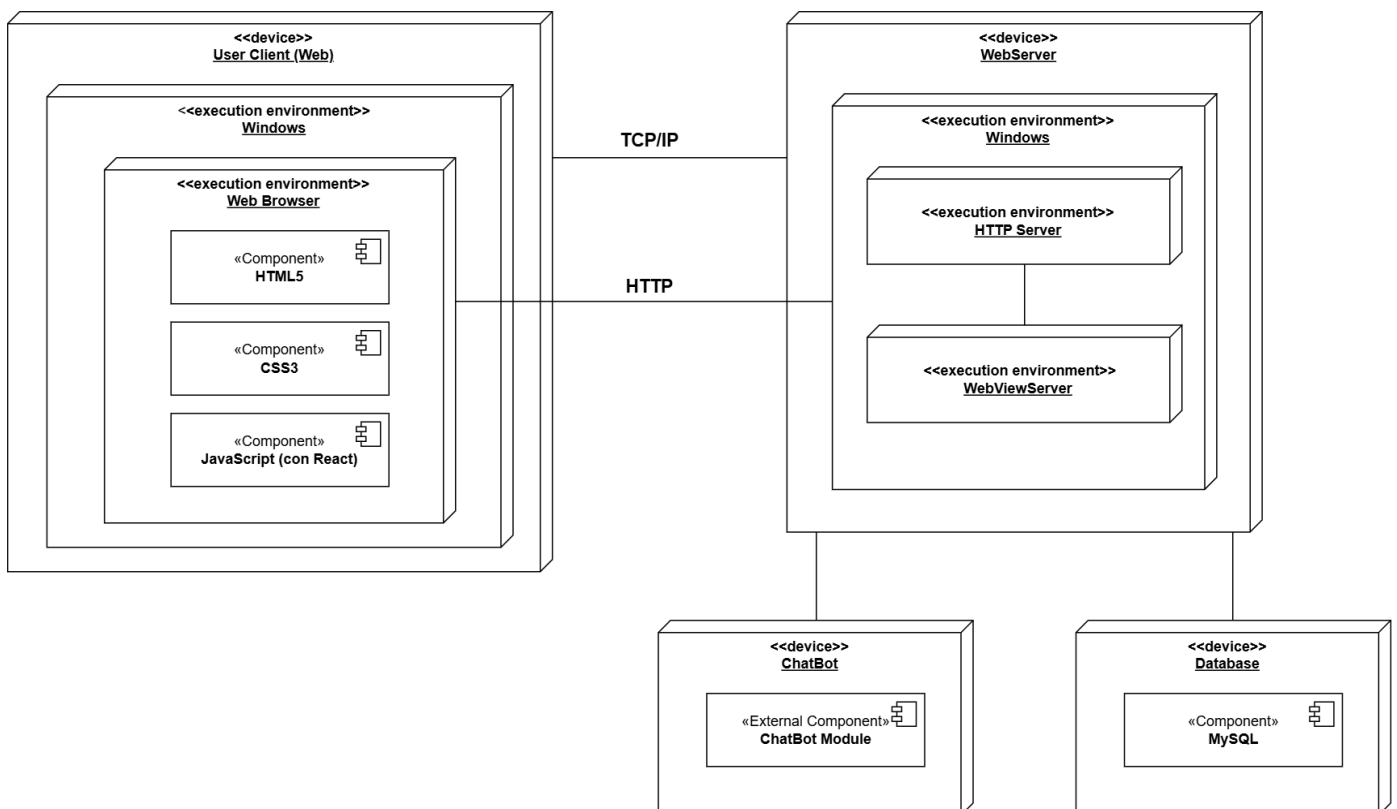 <<device>>
User Client (Web)
<<execution environment>>
Windows
<<execution environment>>
Web Browser
«Component»
HTML5
«Component»
CSS3
«Component»
JavaScript (con React)
TCP/IP
HTTP
<<device>>
WebServer
<<execution environment>>
Windows
<<execution environment>>
HTTP Server
<<execution environment>>
WebViewServer
<<device>>
ChatBot
«External Component»
ChatBot Module
<<device>>
Database
«Component»
MySQL